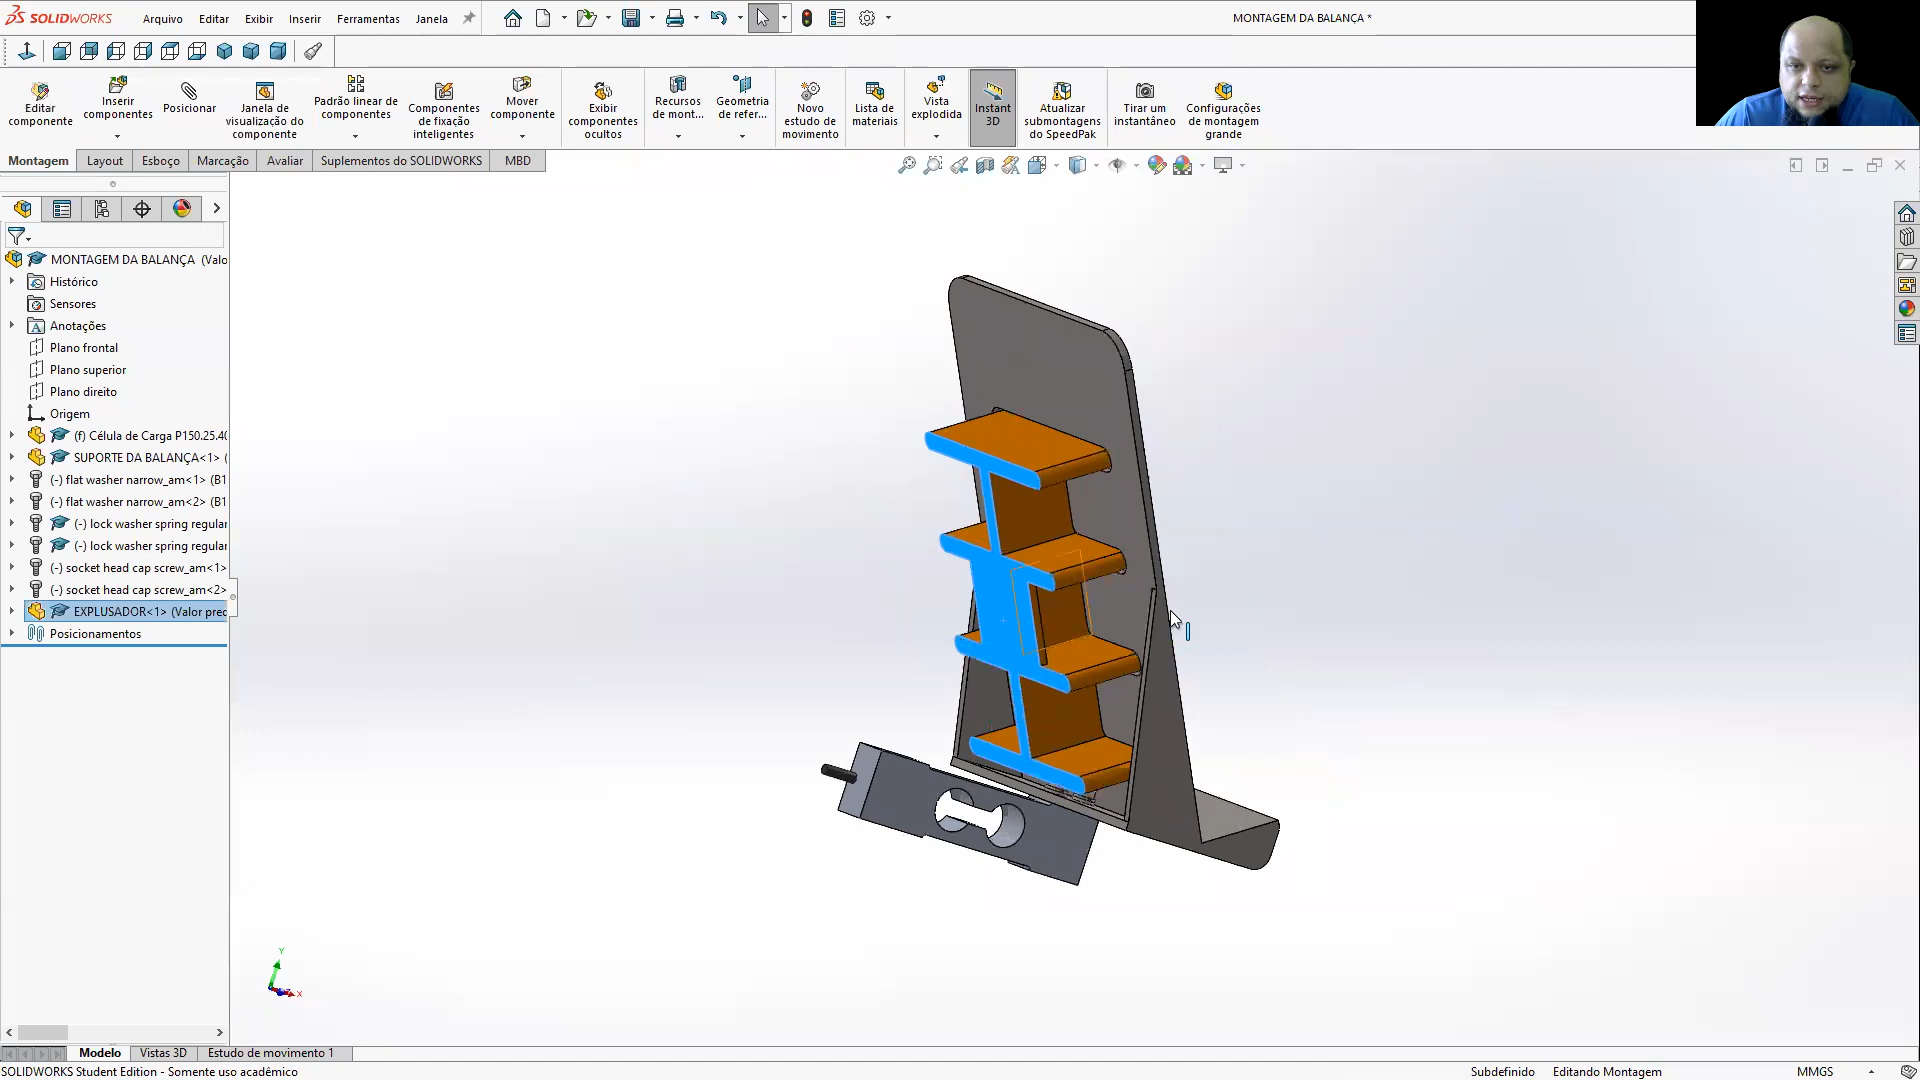 SOLIDWORKS Arquivo Editar Exibir Inserir Ferramentas Janela MONTAGEM DA BALANÇA *
Editar componente
Inserir componentes
Posicionar
Janela de visualização do componente
Padrão linear de componentes
Componentes de fixação inteligentes
Mover componente
Exibir componentes ocultos
Recursos de mont...
Geometria de refer...
Novo estudo de movimento
Lista de materiais
Vista explodida
Instant 3D
Atualizar submontagens do SpeedPak
Tirar um instantâneo
Configurações de montagem grande
Montagem Layout Esboço Marcação Avaliar Suplementos do SOLIDWORKS MBD
MONTAGEM DA BALANÇA (Valo
Histórico
Sensores
A Anotações
Plano frontal
Plano superior
Plano direito
Origem
(f) Célula de Carga P150.25.40
SUPORTE DA BALANÇA<1> (
(-) flat washer narrow_am<1> (B1
(-) flat washer narrow_am<2> (B1
(-) lock washer spring regular
(-) lock washer spring regular
(-) socket head cap screw_am<1>
(-) socket head cap screw_am<2>
EXPLUSADOR<1> (Valor prec
Posicionamentos
Y
X
Modelo Vistas 3D Estudo de movimento 1
SOLIDWORKS Student Edition - Somente uso acadêmico Subdefinido Editando Montagem MMGS